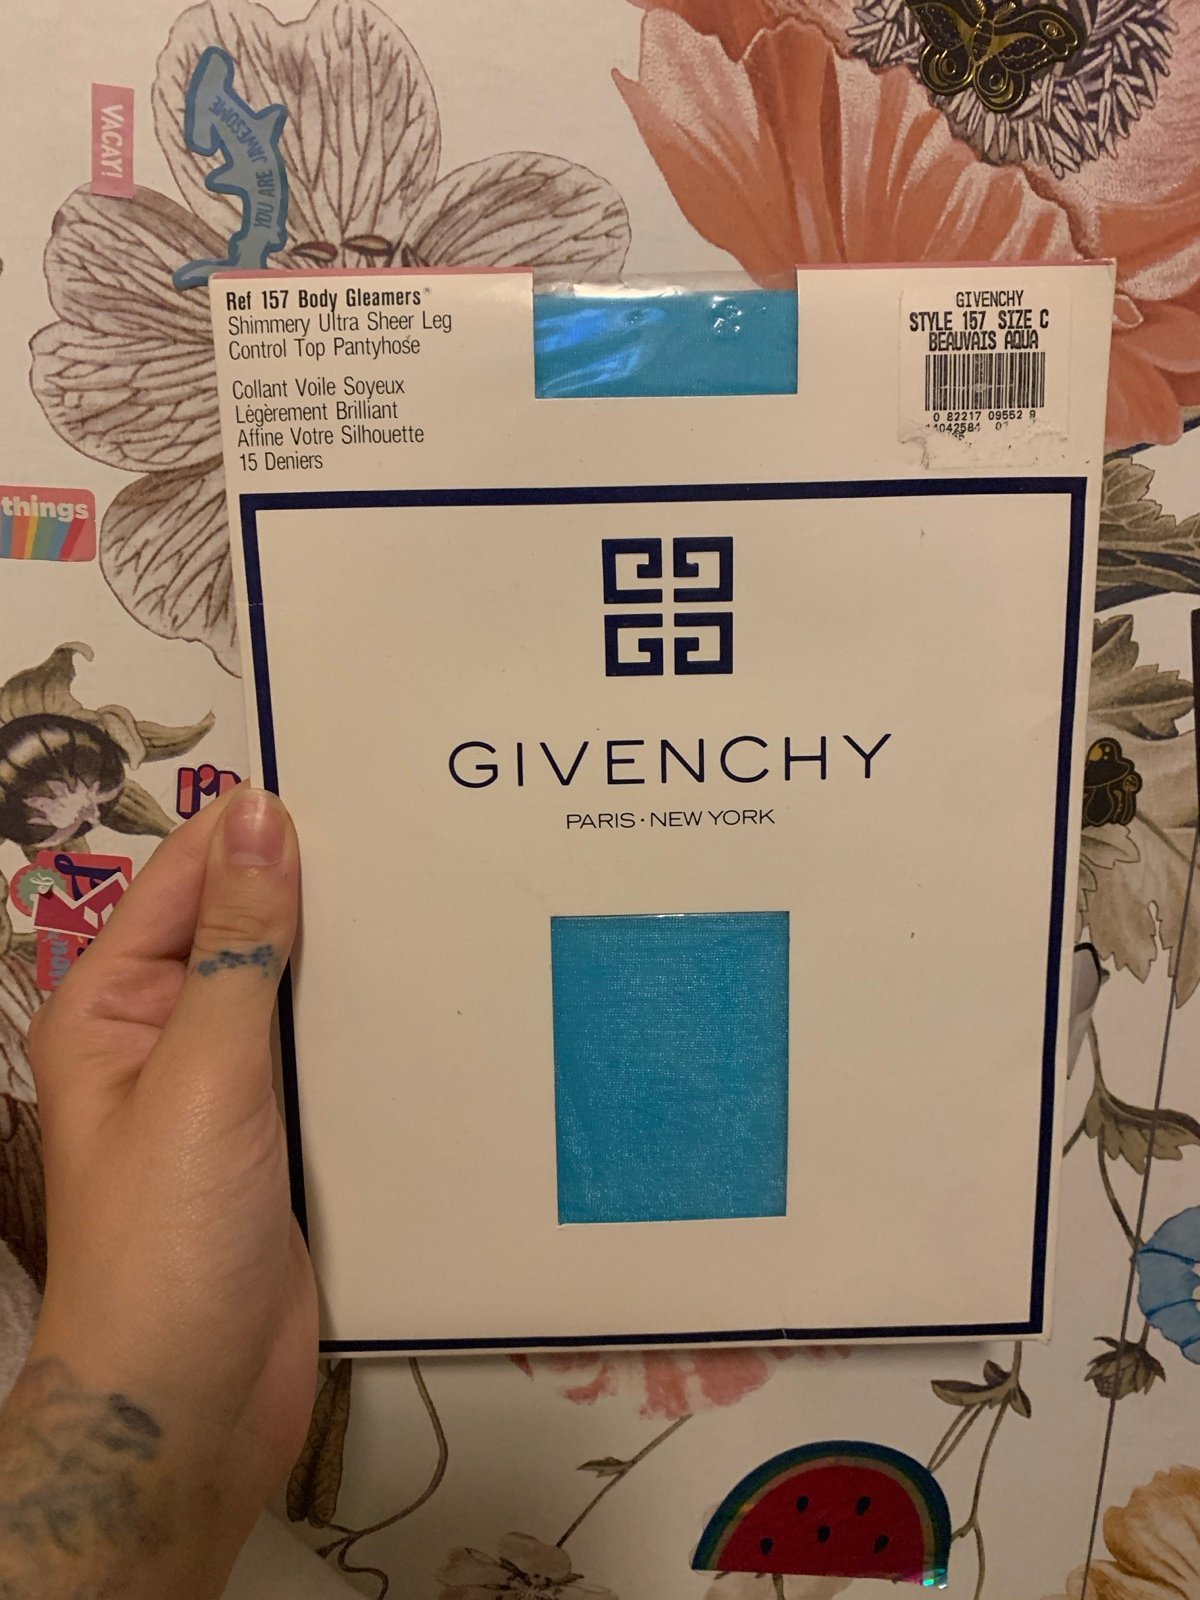 VACAY!
YOU ARE JAWESOME
Ref 157 Body Gleamers®
Shimmery Ultra Sheer Leg
Control Top Pantyhose
Collant Voile Soyeux
Légèrement Brilliant
Affine Votre Silhouette
15 Deniers
GIVENCHY
STYLE 157 SIZE C
BEAUVAIS AQUA
0 82217 09552 8
things
GIVENCHY
PARIS · NEW YORK
I'M